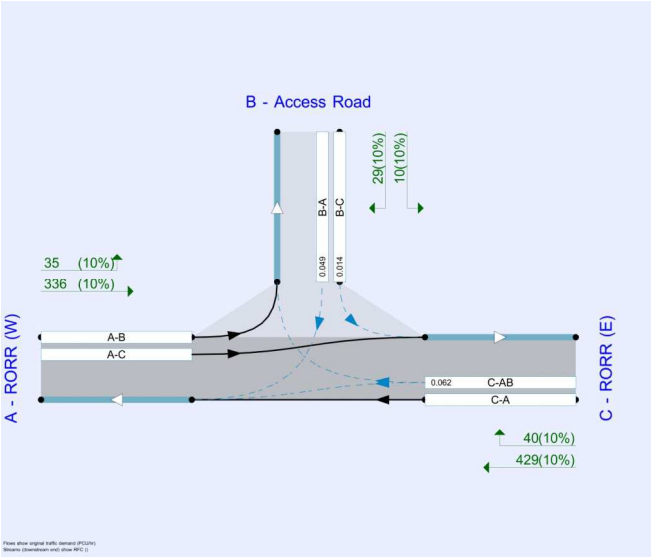 B - Access Road
29(10%)
10(10%)
B-A
B-C
0.049
0.014
35 (10%)
336 (10%)
A - RORR (W)
A-B
A-C
C - RORR (E)
0.062 C-AB
C-A
40(10%)
429(10%)
Flows show original traffic demand (PCU/hr)
Streams (downstream end) show RFC ()